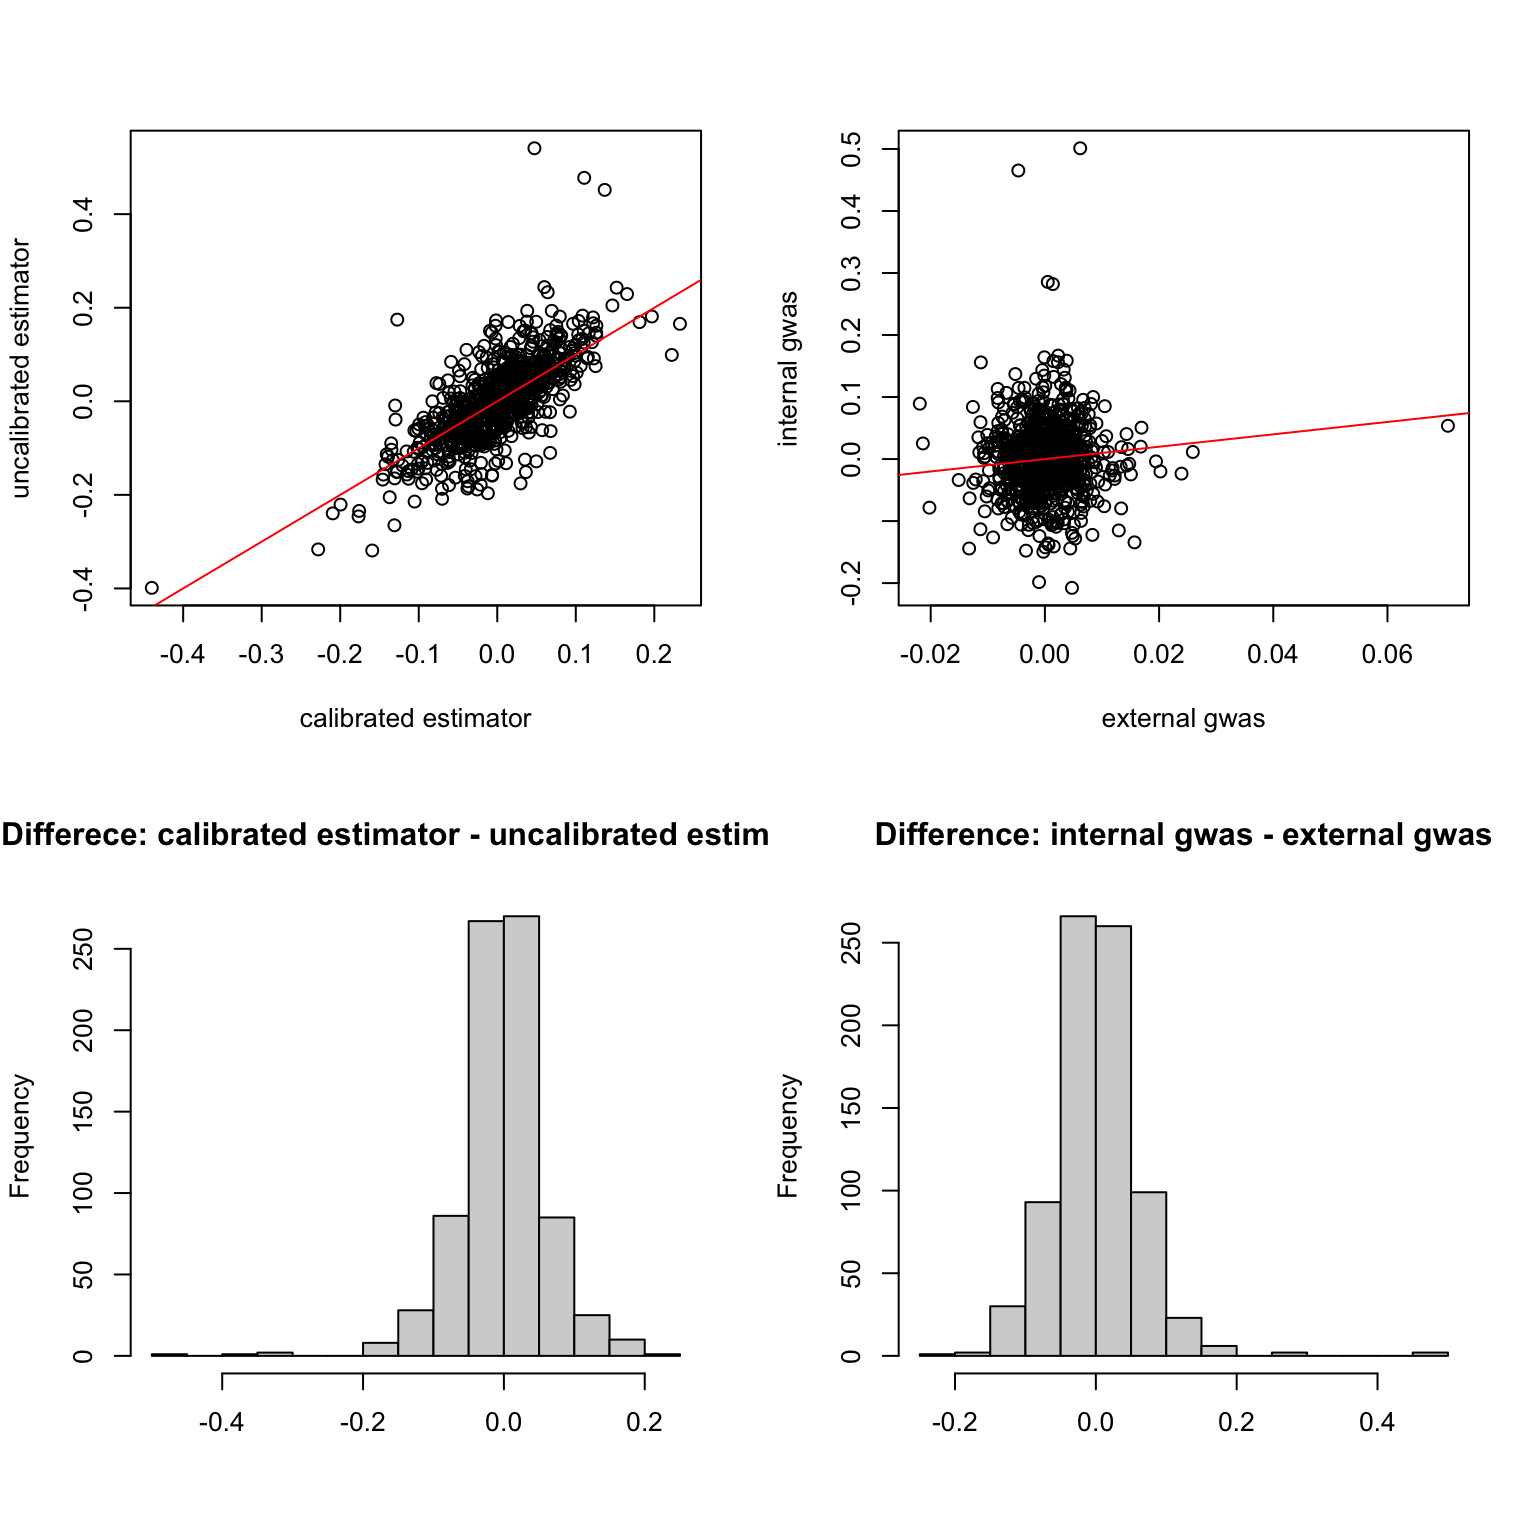 uncalibrated estimator
-0.4 -0.2 0.0 0.2 0.4
-0.4 -0.3 -0.2 -0.1 0.0 0.1 0.2
calibrated estimator
internal gwas
-0.2 0.0 0.1 0.2 0.3 0.4 0.5
-0.02 0.00 0.02 0.04 0.06
external gwas
Differece: calibrated estimator - uncalibrated estim
Frequency
0 50 100 150 200 250
-0.4 -0.2 0.0 0.2
Difference: internal gwas - external gwas
Frequency
0 50 100 150 200 250
-0.2 0.0 0.2 0.4